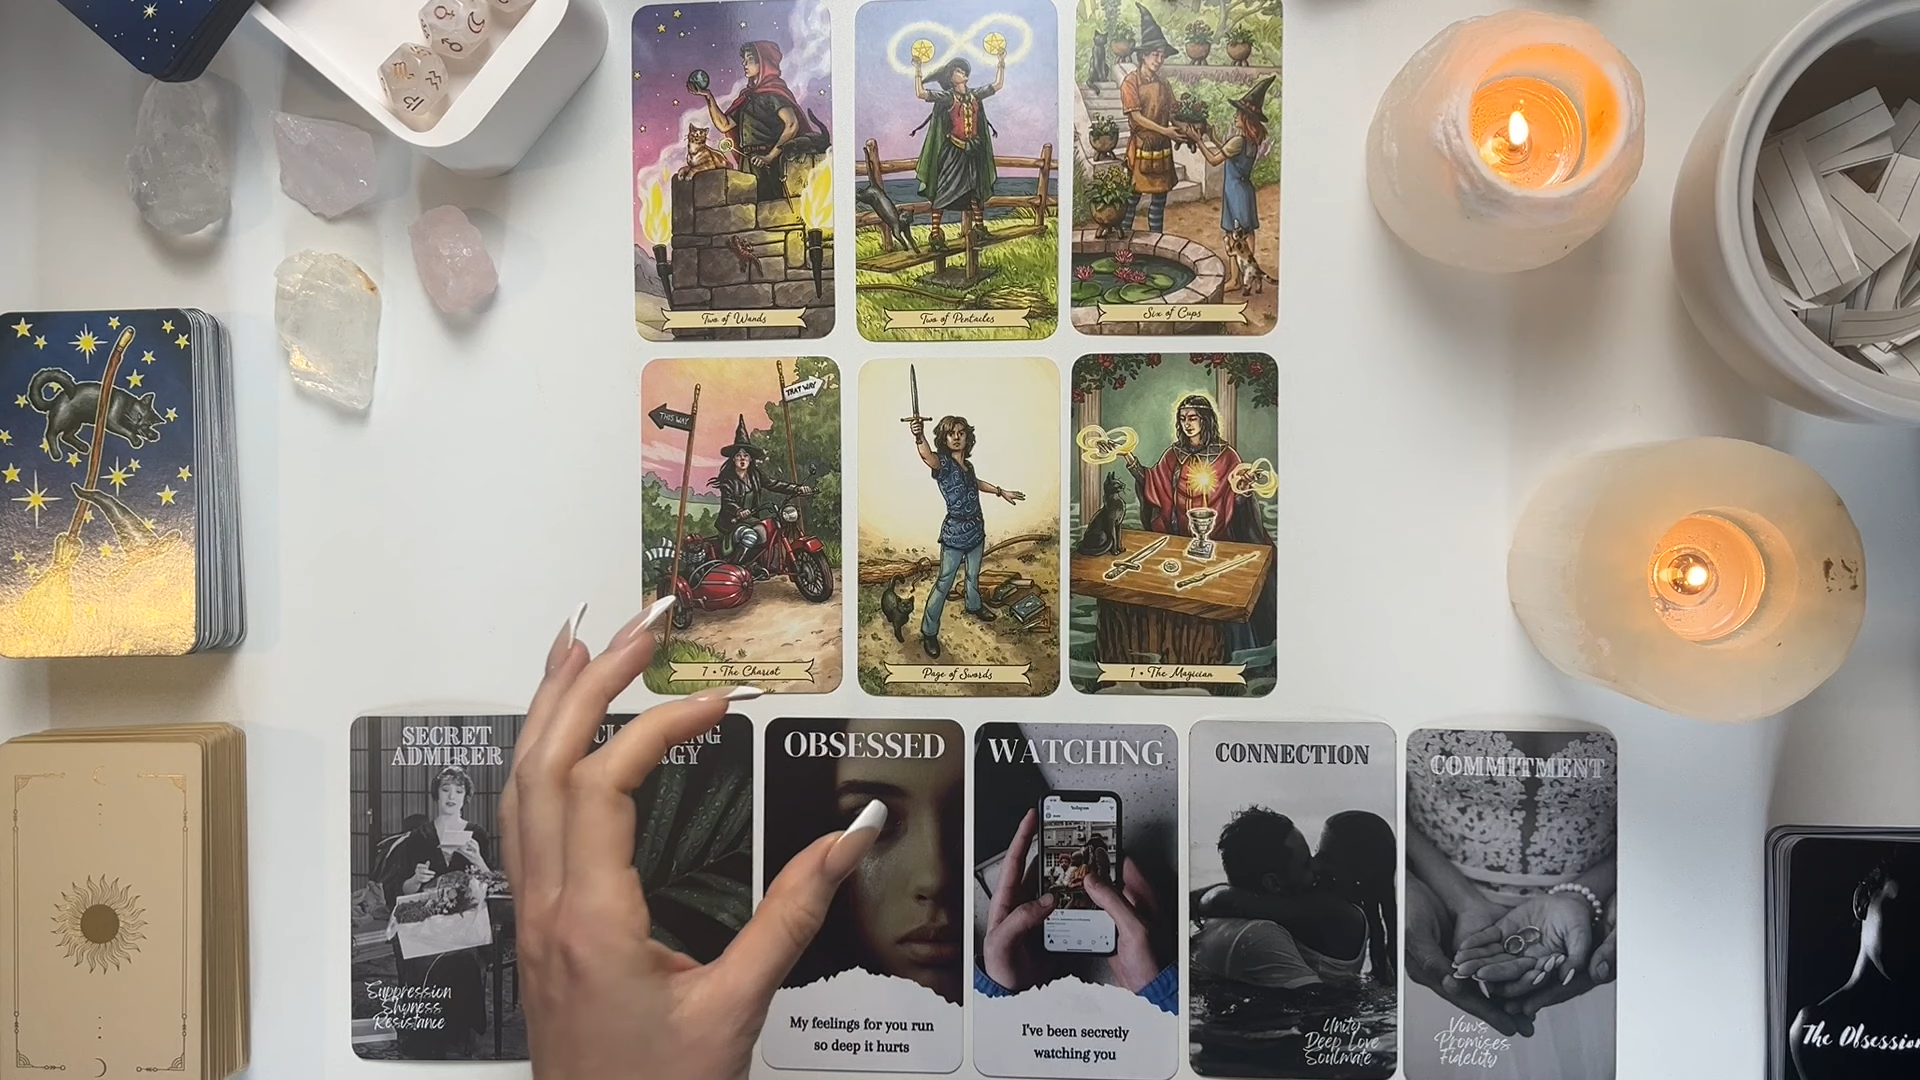 Two of Wands
Two of Pentacles
Six of Cups
THIS WAY
THAT WAY
7 • The Chariot
Page of Swords
1 • The Magician
SECRET
ADMIRER
Suppression
Shyness
Resistance
OBSESSED
My feelings for you run
so deep it hurts
WATCHING
Instagram
I've been secretly
watching you
CONNECTION
Unity
Deep Love
Soulmate
COMMITMENT
Vows
Promises
Fidelity
The Obsession